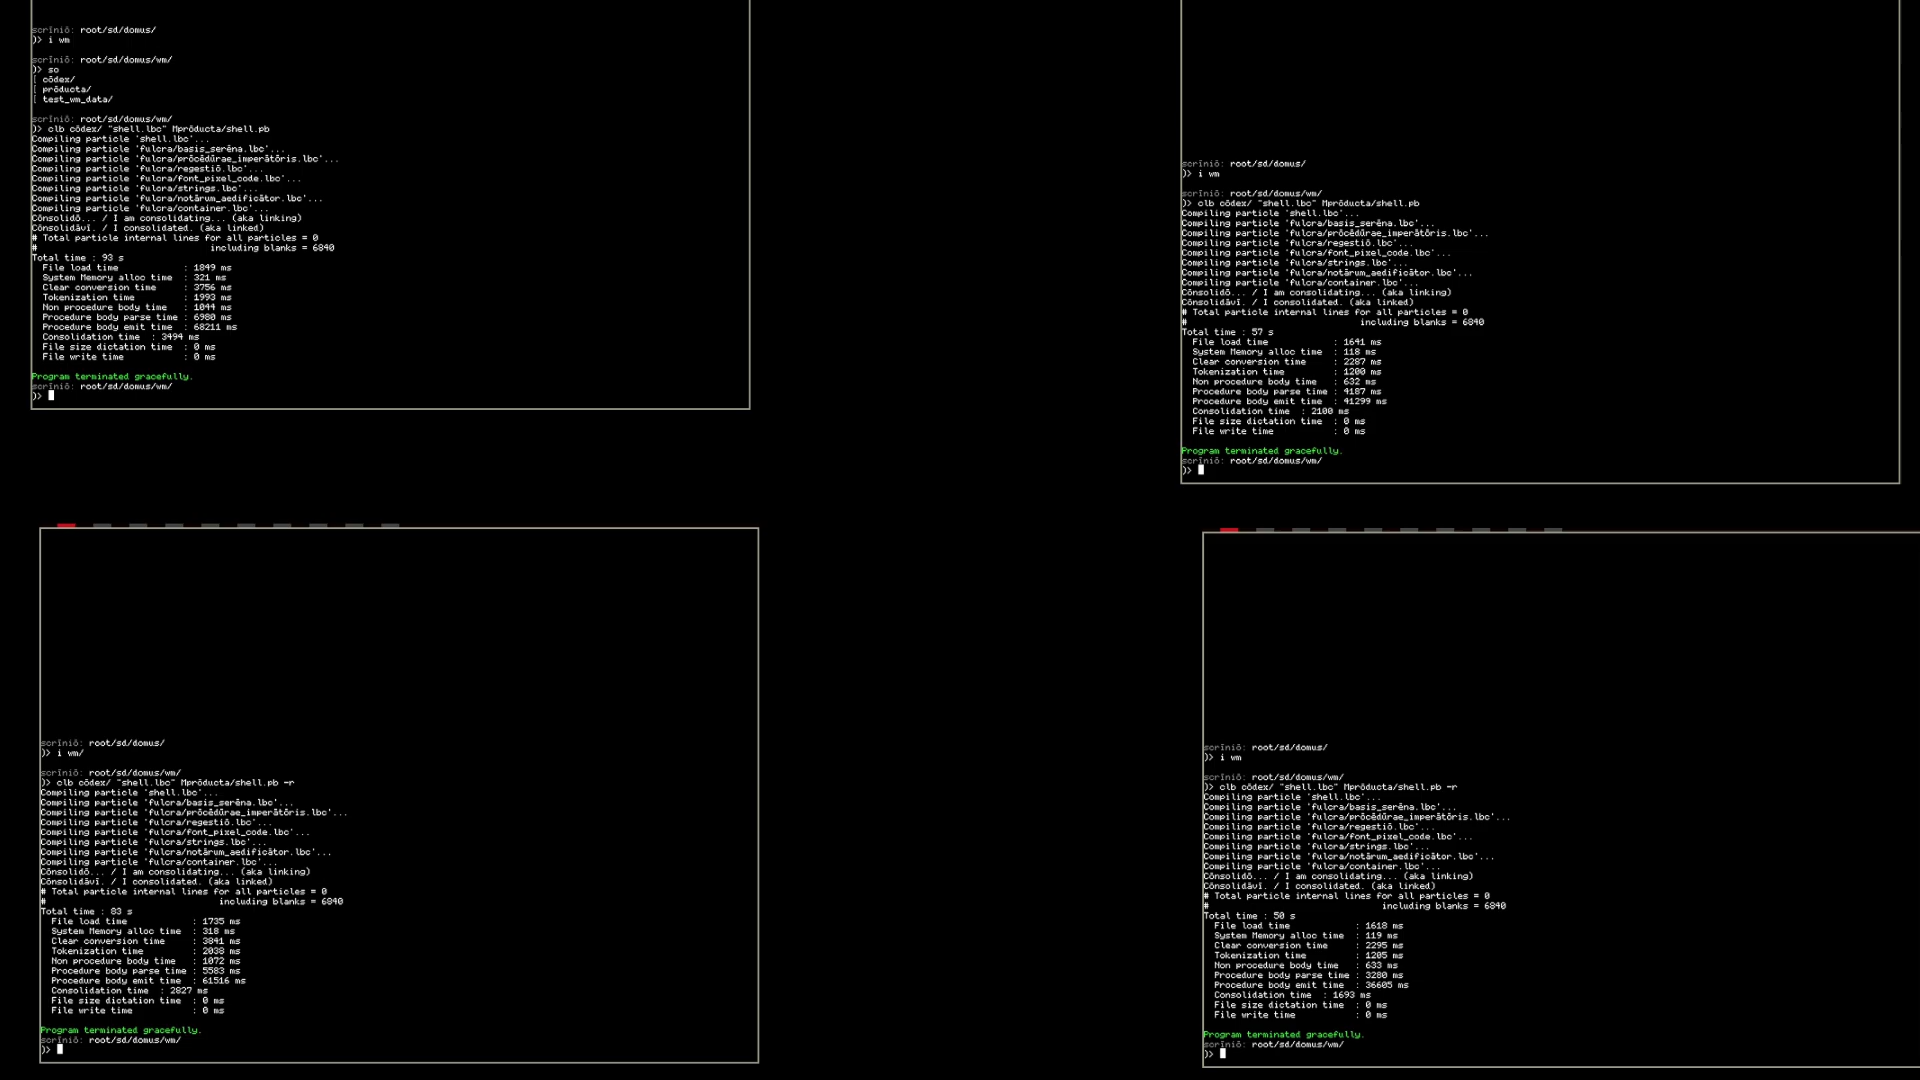 scrīniō: root/sd/domus/
)> i wm
scrīniō: root/sd/domus/wm/
)> so
[ cōdex/
[ prōducta/
[ test_wm_data/
scrīniō: root/sd/domus/wm/
)> clb cōdex/ "shell.lbc" Mprōducta/shell.pb
Compiling particle 'shell.lbc'...
Compiling particle 'fulcra/basis_serēna.lbc'...
Compiling particle 'fulcra/prōcēdūrae_imperātōris.lbc'...
Compiling particle 'fulcra/regestiō.lbc'...
Compiling particle 'fulcra/font_pixel_code.lbc'...
Compiling particle 'fulcra/strings.lbc'...
Compiling particle 'fulcra/notārum_aedificātor.lbc'...
Compiling particle 'fulcra/container.lbc'...
Cōnsolidō... / I am consolidating... (aka linking)
Cōnsolidāvī. / I consolidated. (aka linked)
# Total particle internal lines for all particles = 0
# including blanks = 6840
Total time : 93 s
File load time : 1849 ms
System Memory alloc time : 321 ms
Clear conversion time : 3756 ms
Tokenization time : 1993 ms
Non procedure body time : 1044 ms
Procedure body parse time : 6980 ms
Procedure body emit time : 68211 ms
Consolidation time : 3494 ms
File size dictation time : 0 ms
File write time : 0 ms
Program terminated gracefully.
scrīniō: root/sd/domus/wm/
)>
scrīniō: root/sd/domus/
)> i wm
scrīniō: root/sd/domus/wm/
)> clb cōdex/ "shell.lbc" Mprōducta/shell.pb
Compiling particle 'shell.lbc'...
Compiling particle 'fulcra/basis_serēna.lbc'...
Compiling particle 'fulcra/prōcēdūrae_imperātōris.lbc'...
Compiling particle 'fulcra/regestiō.lbc'...
Compiling particle 'fulcra/font_pixel_code.lbc'...
Compiling particle 'fulcra/strings.lbc'...
Compiling particle 'fulcra/notārum_aedificātor.lbc'...
Compiling particle 'fulcra/container.lbc'...
Cōnsolidō... / I am consolidating... (aka linking)
Cōnsolidāvī. / I consolidated. (aka linked)
# Total particle internal lines for all particles = 0
# including blanks = 6840
Total time : 57 s
File load time : 1641 ms
System Memory alloc time : 118 ms
Clear conversion time : 2287 ms
Tokenization time : 1200 ms
Non procedure body time : 632 ms
Procedure body parse time : 4187 ms
Procedure body emit time : 41299 ms
Consolidation time : 2100 ms
File size dictation time : 0 ms
File write time : 0 ms
Program terminated gracefully.
scrīniō: root/sd/domus/wm/
)>
scrīniō: root/sd/domus/
)> i wm/
scrīniō: root/sd/domus/wm/
)> clb cōdex/ "shell.lbc" Mprōducta/shell.pb -r
Compiling particle 'shell.lbc'...
Compiling particle 'fulcra/basis_serēna.lbc'...
Compiling particle 'fulcra/prōcēdūrae_imperātōris.lbc'...
Compiling particle 'fulcra/regestiō.lbc'...
Compiling particle 'fulcra/font_pixel_code.lbc'...
Compiling particle 'fulcra/strings.lbc'...
Compiling particle 'fulcra/notārum_aedificātor.lbc'...
Compiling particle 'fulcra/container.lbc'...
Cōnsolidō... / I am consolidating... (aka linking)
Cōnsolidāvī. / I consolidated. (aka linked)
# Total particle internal lines for all particles = 0
# including blanks = 6840
Total time : 83 s
File load time : 1735 ms
System Memory alloc time : 318 ms
Clear conversion time : 3841 ms
Tokenization time : 2038 ms
Non procedure body time : 1072 ms
Procedure body parse time : 5583 ms
Procedure body emit time : 61516 ms
Consolidation time : 2827 ms
File size dictation time : 0 ms
File write time : 0 ms
Program terminated gracefully.
scrīniō: root/sd/domus/wm/
)>
scrīniō: root/sd/domus/
)> i wm
scrīniō: root/sd/domus/wm/
)> clb cōdex/ "shell.lbc" Mprōducta/shell.pb -r
Compiling particle 'shell.lbc'...
Compiling particle 'fulcra/basis_serēna.lbc'...
Compiling particle 'fulcra/prōcēdūrae_imperātōris.lbc'...
Compiling particle 'fulcra/regestiō.lbc'...
Compiling particle 'fulcra/font_pixel_code.lbc'...
Compiling particle 'fulcra/strings.lbc'...
Compiling particle 'fulcra/notārum_aedificātor.lbc'...
Compiling particle 'fulcra/container.lbc'...
Cōnsolidō... / I am consolidating... (aka linking)
Cōnsolidāvī. / I consolidated. (aka linked)
# Total particle internal lines for all particles = 0
# including blanks = 6840
Total time : 50 s
File load time : 1618 ms
System Memory alloc time : 119 ms
Clear conversion time : 2295 ms
Tokenization time : 1205 ms
Non procedure body time : 633 ms
Procedure body parse time : 3280 ms
Procedure body emit time : 36605 ms
Consolidation time : 1693 ms
File size dictation time : 0 ms
File write time : 0 ms
Program terminated gracefully.
scrīniō: root/sd/domus/wm/
)>